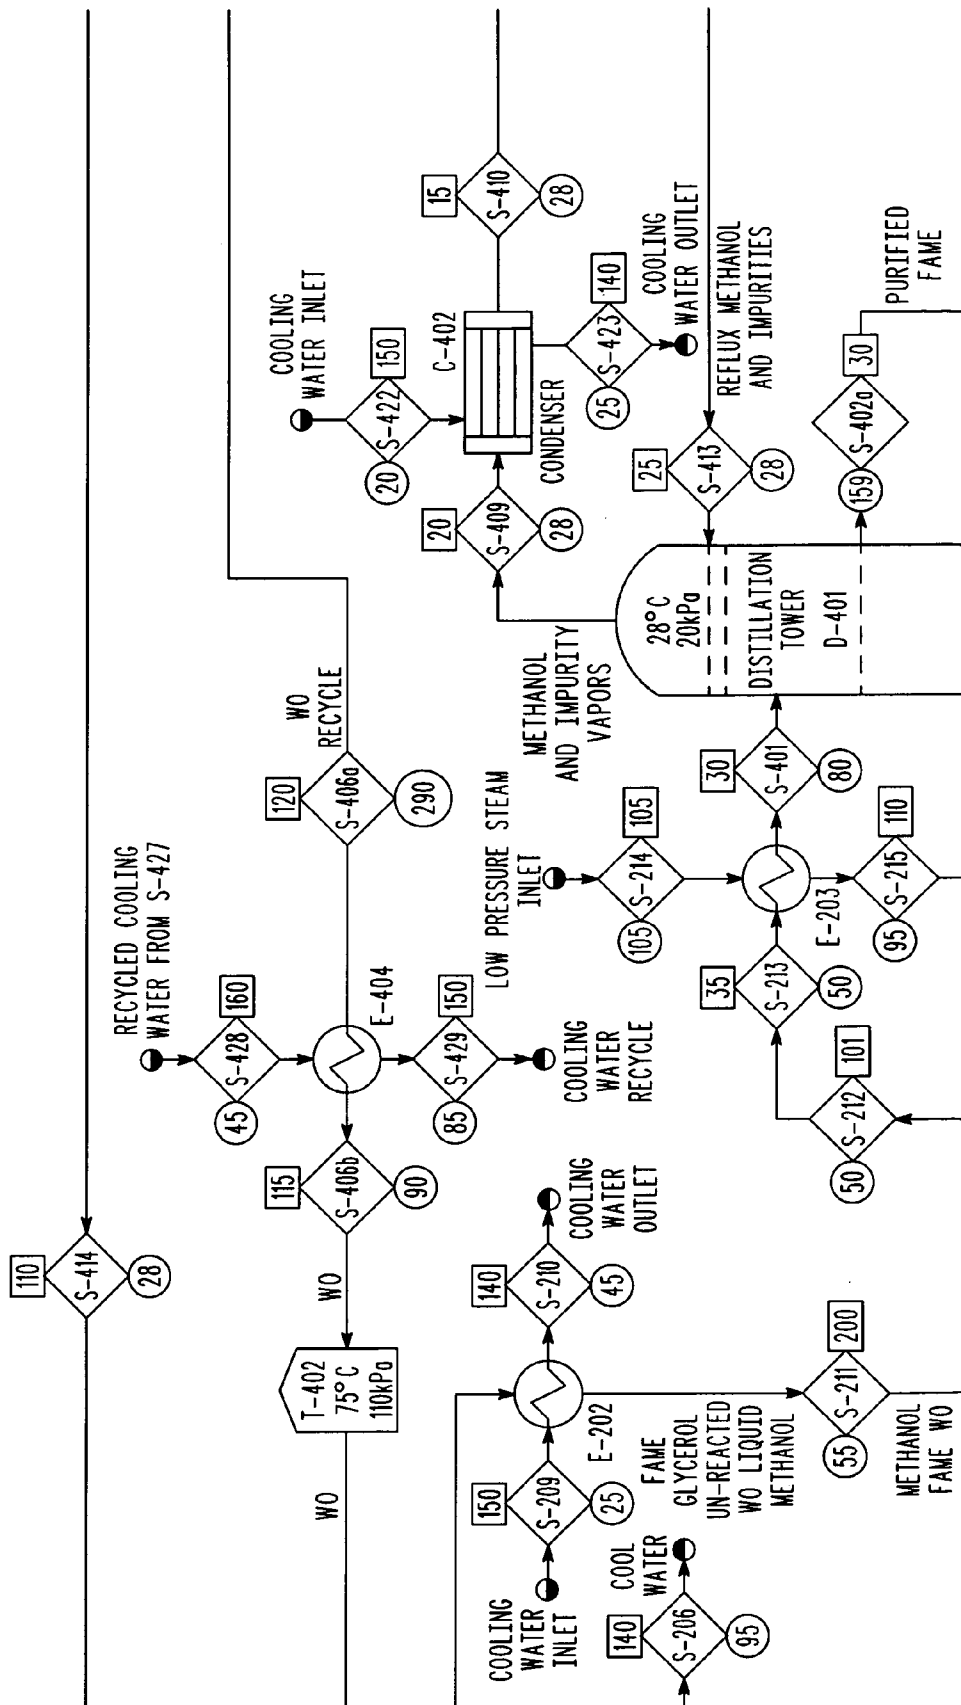 110
S-414
28
RECYCLED COOLING
WATER FROM S-427
45
S-428
160
120
S-406a
290
WO
RECYCLE
E-404
115
S-406b
90
85
S-429
150
COOLING
WATER
RECYCLE
WO
T-402
75°C
110kPa
WO
COOLING
WATER INLET
20
S-422
150
C-402
CONDENSER
15
S-410
28
20
S-409
28
25
S-423
140
COOLING
WATER OUTLET
METHANOL
AND IMPURITY
VAPORS
REFLUX METHANOL
AND IMPURITIES
25
S-413
28
28°C
20kPa
DISTILLATION
TOWER
D-401
159
S-402a
30
PURIFIED
FAME
LOW PRESSURE STEAM
INLET
105
S-214
105
30
S-401
80
35
S-213
50
E-203
95
S-215
110
50
S-212
101
140
S-210
45
COOLING
WATER
OUTLET
150
S-209
25
E-202
COOLING
WATER
INLET
FAME
GLYCEROL
UN-REACTED
WO LIQUID
METHANOL
55
S-211
200
METHANOL
FAME WO
COOL
WATER
140
S-206
95